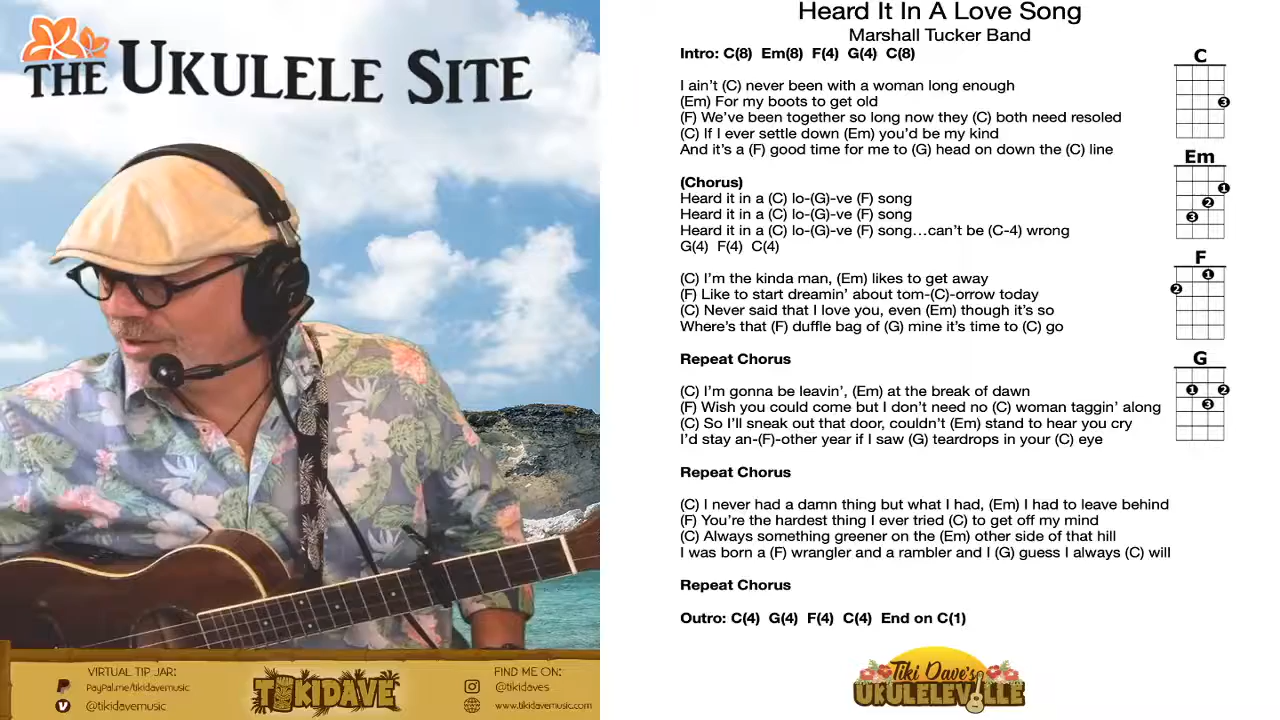 THE UKULELE SITE
VIRTUAL TIP JAR:
PayPal.me/tikidavemusic
@tikidavemusic
TIKIDAVE
FIND ME ON:
@tikidaves
www.tikidavemusic.com
Heard It In A Love Song
Marshall Tucker Band
Intro: C(8) Em(8) F(4) G(4) C(8)
I ain’t (C) never been with a woman long enough
(Em) For my boots to get old
(F) We’ve been together so long now they (C) both need resoled
(C) If I ever settle down (Em) you’d be my kind
And it’s a (F) good time for me to (G) head on down the (C) line
(Chorus)
Heard it in a (C) lo-(G)-ve (F) song
Heard it in a (C) lo-(G)-ve (F) song
Heard it in a (C) lo-(G)-ve (F) song…can’t be (C-4) wrong
G(4) F(4) C(4)
(C) I’m the kinda man, (Em) likes to get away
(F) Like to start dreamin’ about tom-(C)-orrow today
(C) Never said that I love you, even (Em) though it’s so
Where’s that (F) duffle bag of (G) mine it’s time to (C) go
Repeat Chorus
(C) I’m gonna be leavin’, (Em) at the break of dawn
(F) Wish you could come but I don’t need no (C) woman taggin’ along
(C) So I’ll sneak out that door, couldn’t (Em) stand to hear you cry
I’d stay an-(F)-other year if I saw (G) teardrops in your (C) eye
Repeat Chorus
(C) I never had a damn thing but what I had, (Em) I had to leave behind
(F) You’re the hardest thing I ever tried (C) to get off my mind
(C) Always something greener on the (Em) other side of that hill
I was born a (F) wrangler and a rambler and I (G) guess I always (C) will
Repeat Chorus
Outro: C(4) G(4) F(4) C(4) End on C(1)
C
3
Em
1
2
3
F
1
2
G
1 2
3
Tiki Dave's
UKULELEVILLE